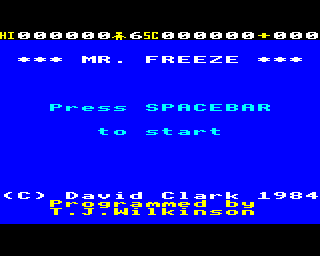 HI000000 6SC000000+000
*** MR. FREEZE ***
Press SPACEBAR
to start
(C) David Clark 1984
Programmed by
T.J.Wilkinson